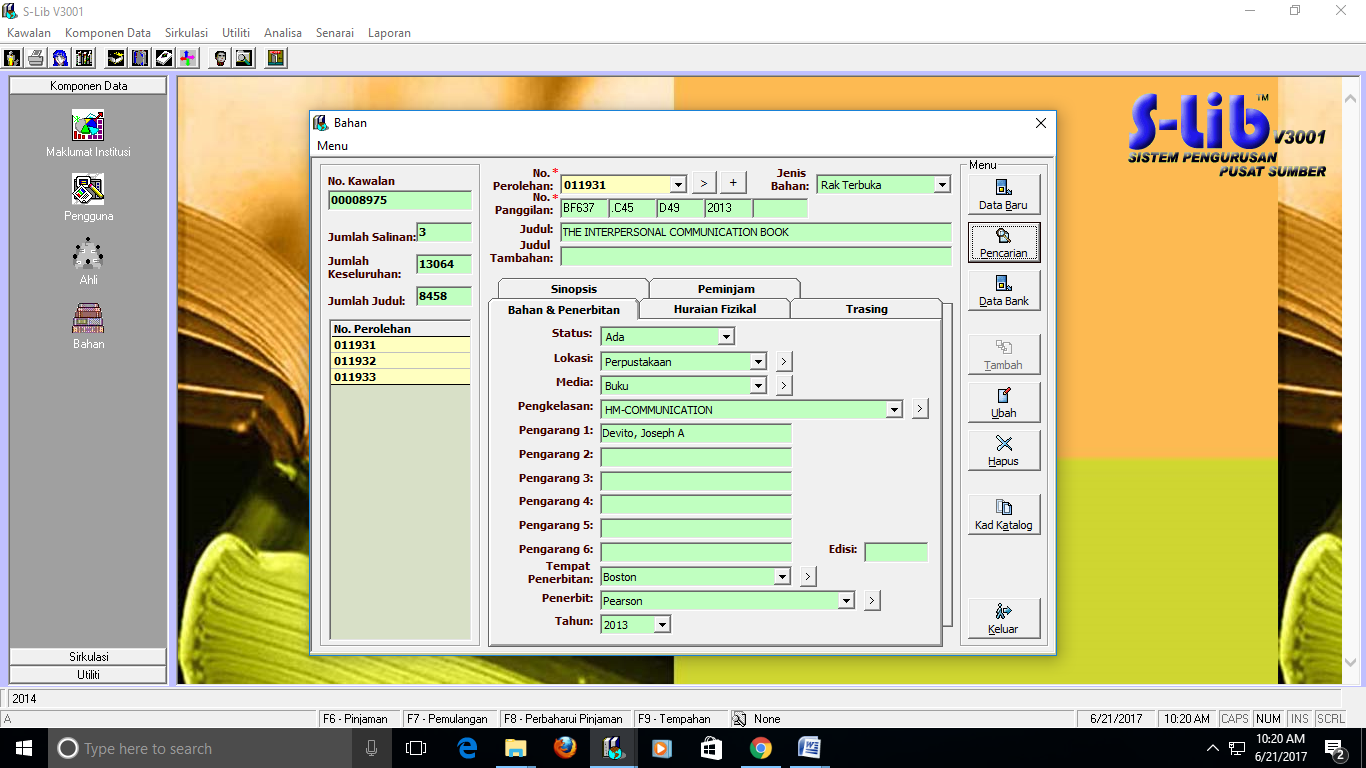 S-Lib V3001
Kawalan Komponen Data Sirkulasi Utiliti Analisa Senarai Laporan
Komponen Data
Maklumat Institusi
Pengguna
Ahli
Bahan
Sirkulasi
Utiliti
S-Lib™ V3001
SISTEM PENGURUSAN
PUSAT SUMBER
Bahan
Menu
No. Kawalan
00008975
Jumlah Salinan: 3
Jumlah Keseluruhan: 13064
Jumlah Judul: 8458
No. Perolehan
011931
011932
011933
No. * Perolehan: 011931 > +
Jenis Bahan: Rak Terbuka
No. * Panggilan: BF637 .C45 D49 2013
Judul: THE INTERPERSONAL COMMUNICATION BOOK
Judul Tambahan:
Sinopsis Peminjam
Bahan & Penerbitan Huraian Fizikal Trasing
Status: Ada
Lokasi: Perpustakaan >
Media: Buku >
Pengkelasan: HM-COMMUNICATION >
Pengarang 1: Devito, Joseph A
Pengarang 2:
Pengarang 3:
Pengarang 4:
Pengarang 5:
Pengarang 6: Edisi:
Tempat Penerbitan: Boston >
Penerbit: Pearson >
Tahun: 2013
Menu
Data Baru
Pencarian
Data Bank
Tambah
Ubah
Hapus
Kad Katalog
Keluar
2014
A F6 - Pinjaman F7 - Pemulangan F8 - Perbaharui Pinjaman F9 - Tempahan None 6/21/2017 10:20 AM CAPS NUM INS SCRL
Type here to search
10:20 AM
6/21/2017
2